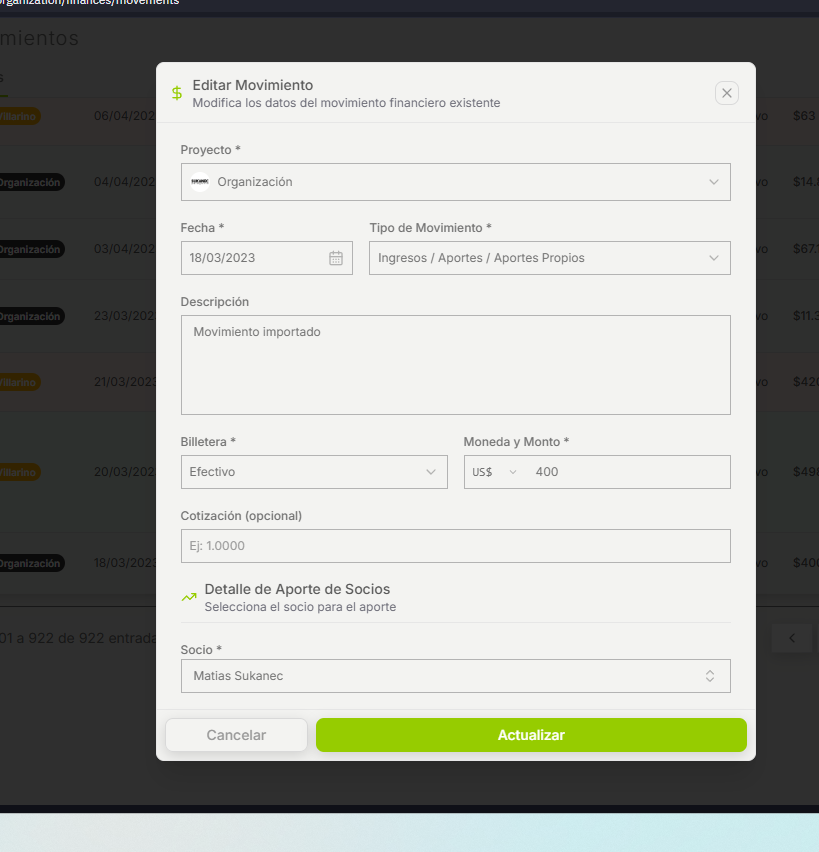 organization/finances/movements
mientos
s
Editar Movimiento
Modifica los datos del movimiento financiero existente
Villarino 06/04/202 vo $63
Proyecto *
Organización 04/04/202 Organización vo $14.
Fecha * Tipo de Movimiento *
Organización 03/04/202 18/03/2023 Ingresos / Aportes / Aportes Propios vo $67.
Descripción
Organización 23/03/202 vo $11.3
Movimiento importado
Villarino 21/03/2023 vo $420
Billetera * Moneda y Monto *
Villarino 20/03/202 Efectivo US$ 400 vo $49
Cotización (opcional)
Ej: 1.0000
Organización 18/03/2023 vo $400
Detalle de Aporte de Socios
Selecciona el socio para el aporte
01 a 922 de 922 entrada
Socio *
Matias Sukanec
Cancelar Actualizar